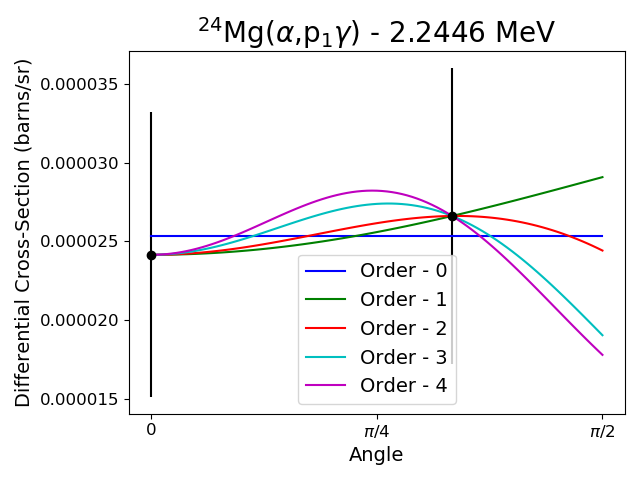 ²⁴Mg(α,p₁γ) - 2.2446 MeV
Differential Cross-Section (barns/sr)
0.000035
0.000030
0.000025
0.000020
0.000015
Order - 0
Order - 1
Order - 2
Order - 3
Order - 4
0
π/4
π/2
Angle